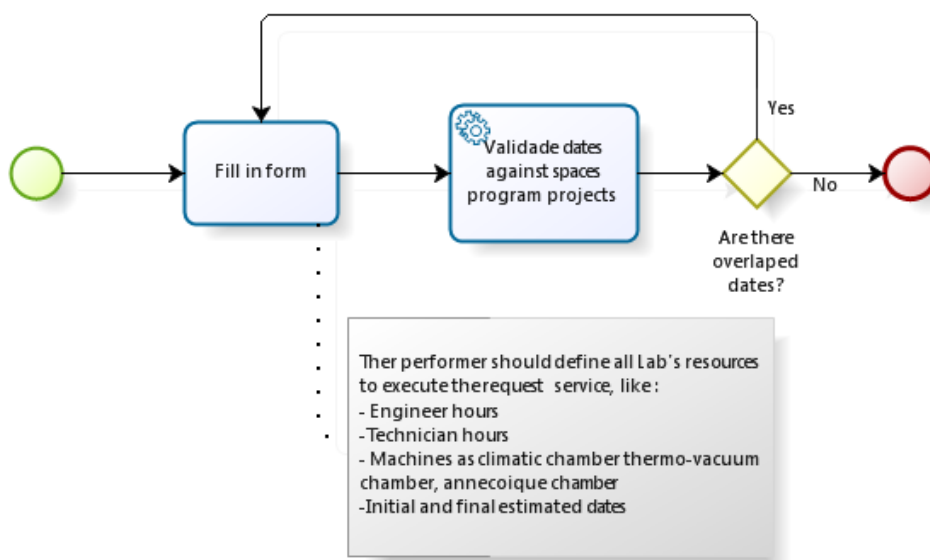 Yes
Fill in form
Validade dates
against spaces
program projects
No
Are there
overlaped
dates?
Ther performer should define all Lab's resources
to execute the request service, like :
- Engineer hours
-Technician hours
- Machines as climatic chamber thermo-vacuum
chamber, annecoique chamber
-Initial and final estimated dates